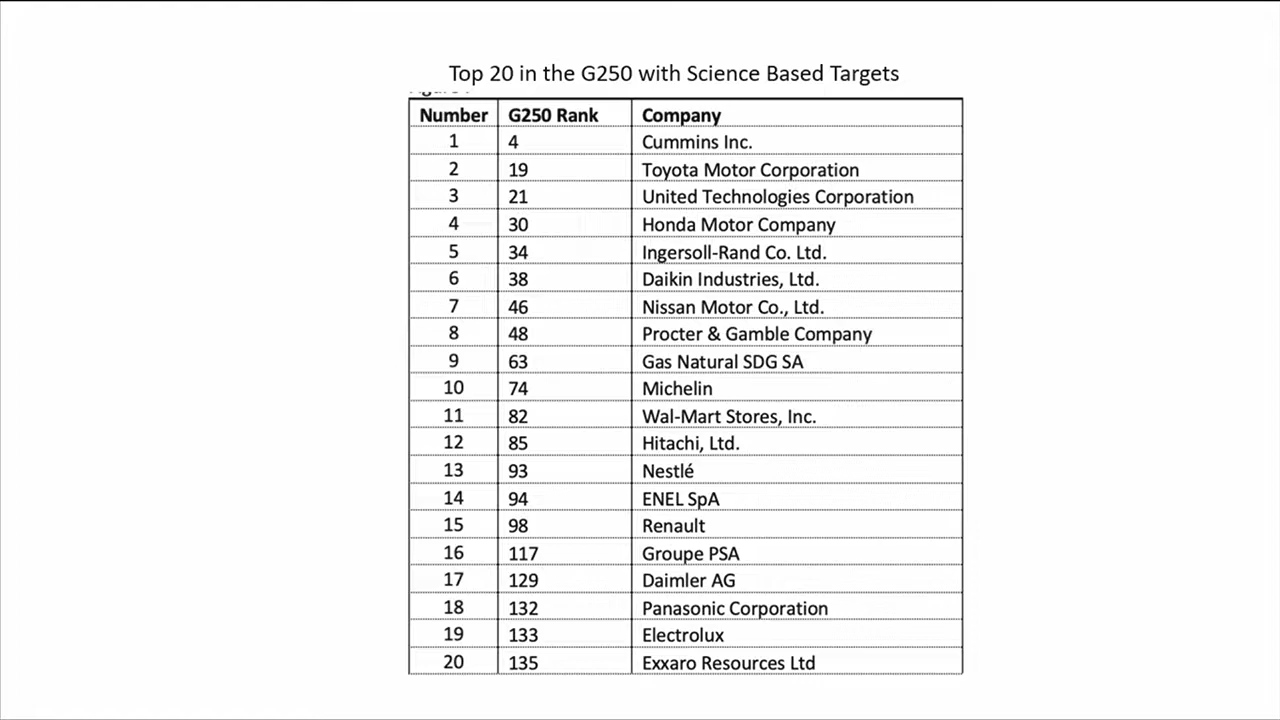 Top 20 in the G250 with Science Based Targets
Number G250 Rank Company
1 4 Cummins Inc.
2 19 Toyota Motor Corporation
3 21 United Technologies Corporation
4 30 Honda Motor Company
5 34 Ingersoll-Rand Co. Ltd.
6 38 Daikin Industries, Ltd.
7 46 Nissan Motor Co., Ltd.
8 48 Procter & Gamble Company
9 63 Gas Natural SDG SA
10 74 Michelin
11 82 Wal-Mart Stores, Inc.
12 85 Hitachi, Ltd.
13 93 Nestlé
14 94 ENEL SpA
15 98 Renault
16 117 Groupe PSA
17 129 Daimler AG
18 132 Panasonic Corporation
19 133 Electrolux
20 135 Exxaro Resources Ltd